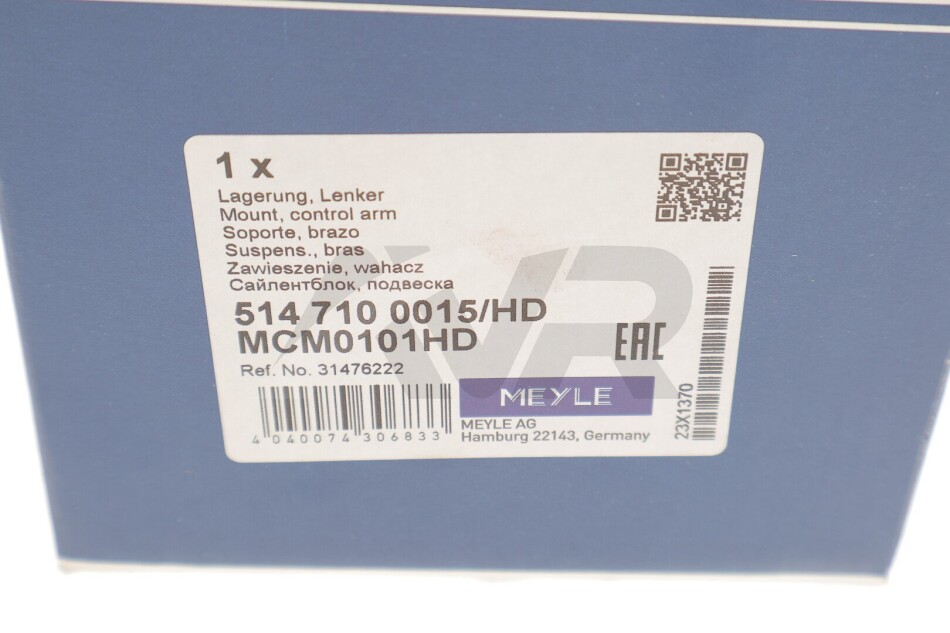 1 x
Lagerung, Lenker
Mount, control arm
Soporte, brazo
Suspens., bras
Zawieszenie, wahacz
Сайлентблок, подвеска
514 710 0015/HD
MCM0101HD
Ref. No. 31476222
EAC
MEYLE
MEYLE AG
Hamburg 22143, Germany
4 040074 306833
23X1370
VR